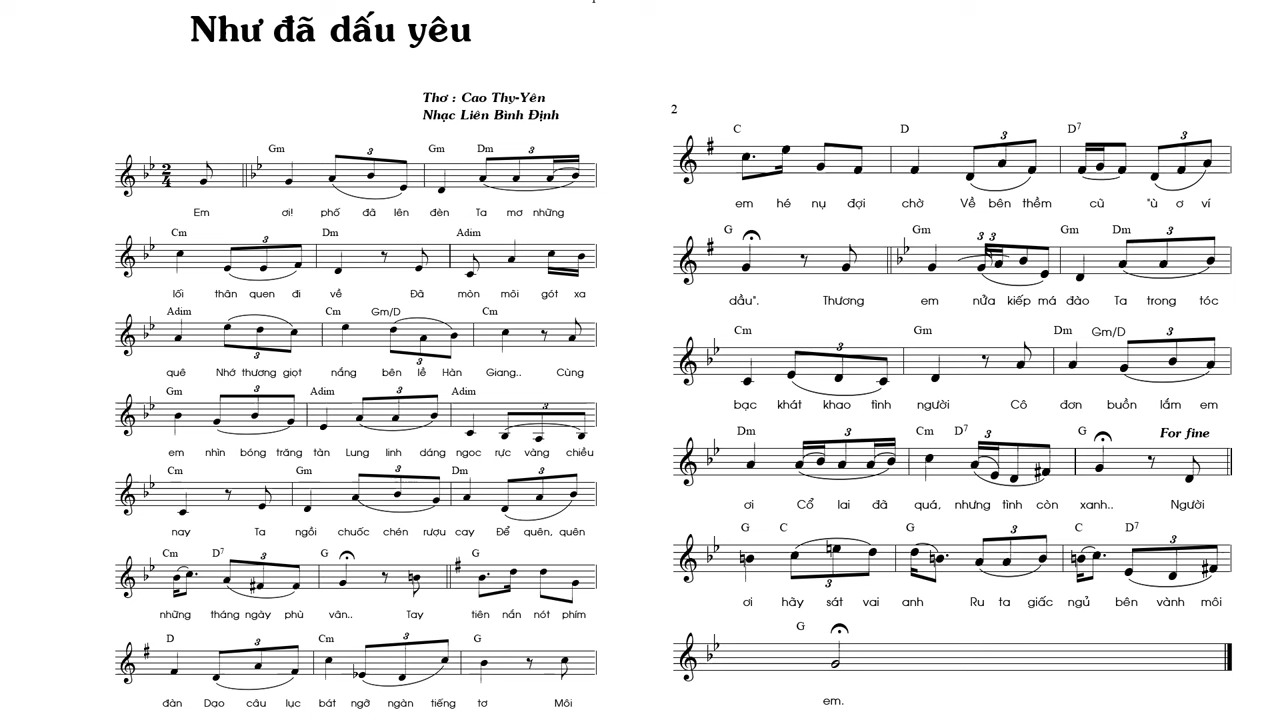 Như đã dấu yêu
Thơ : Cao Thy-Yên
Nhạc Liên Bình Định
Gm Gm Dm
Em ơi! phố đã lên đèn Ta mơ những
Cm Dm Adim
lối thân quen đi về Đã mòn mỏi gót xa
Adim Cm Gm/D Cm
quê Nhớ thương giọt nắng bên lề Hàn Giang.. Cùng
Gm Adim Adim
em nhìn bóng trăng tàn Lung linh dáng ngọc rực vàng chiều
Cm Gm Dm
nay Ta ngồi chuốc chén rượu cay Để quên, quên
Cm D7 G G
những tháng ngày phù vân.. Tay tiên nắn nót phím
D Cm G
đàn Dạo câu lục bát ngỡ ngàn tiếng tơ Môi
2
C D D7
em hé nụ đợi chờ Về bên thềm cũ "ù ơ ví
G Gm Gm Dm
dầu". Thương em nửa kiếp má đào Ta trong tóc
Cm Gm Dm Gm/D
bạc khát khao tình người Cô đơn buồn lắm em
Dm Cm D7 G For fine
ơi Cổ lai đã quá, nhưng tình còn xanh.. Người
G C G C D7
ơi hãy sát vai anh Ru ta giấc ngủ bên vành môi
G
em.